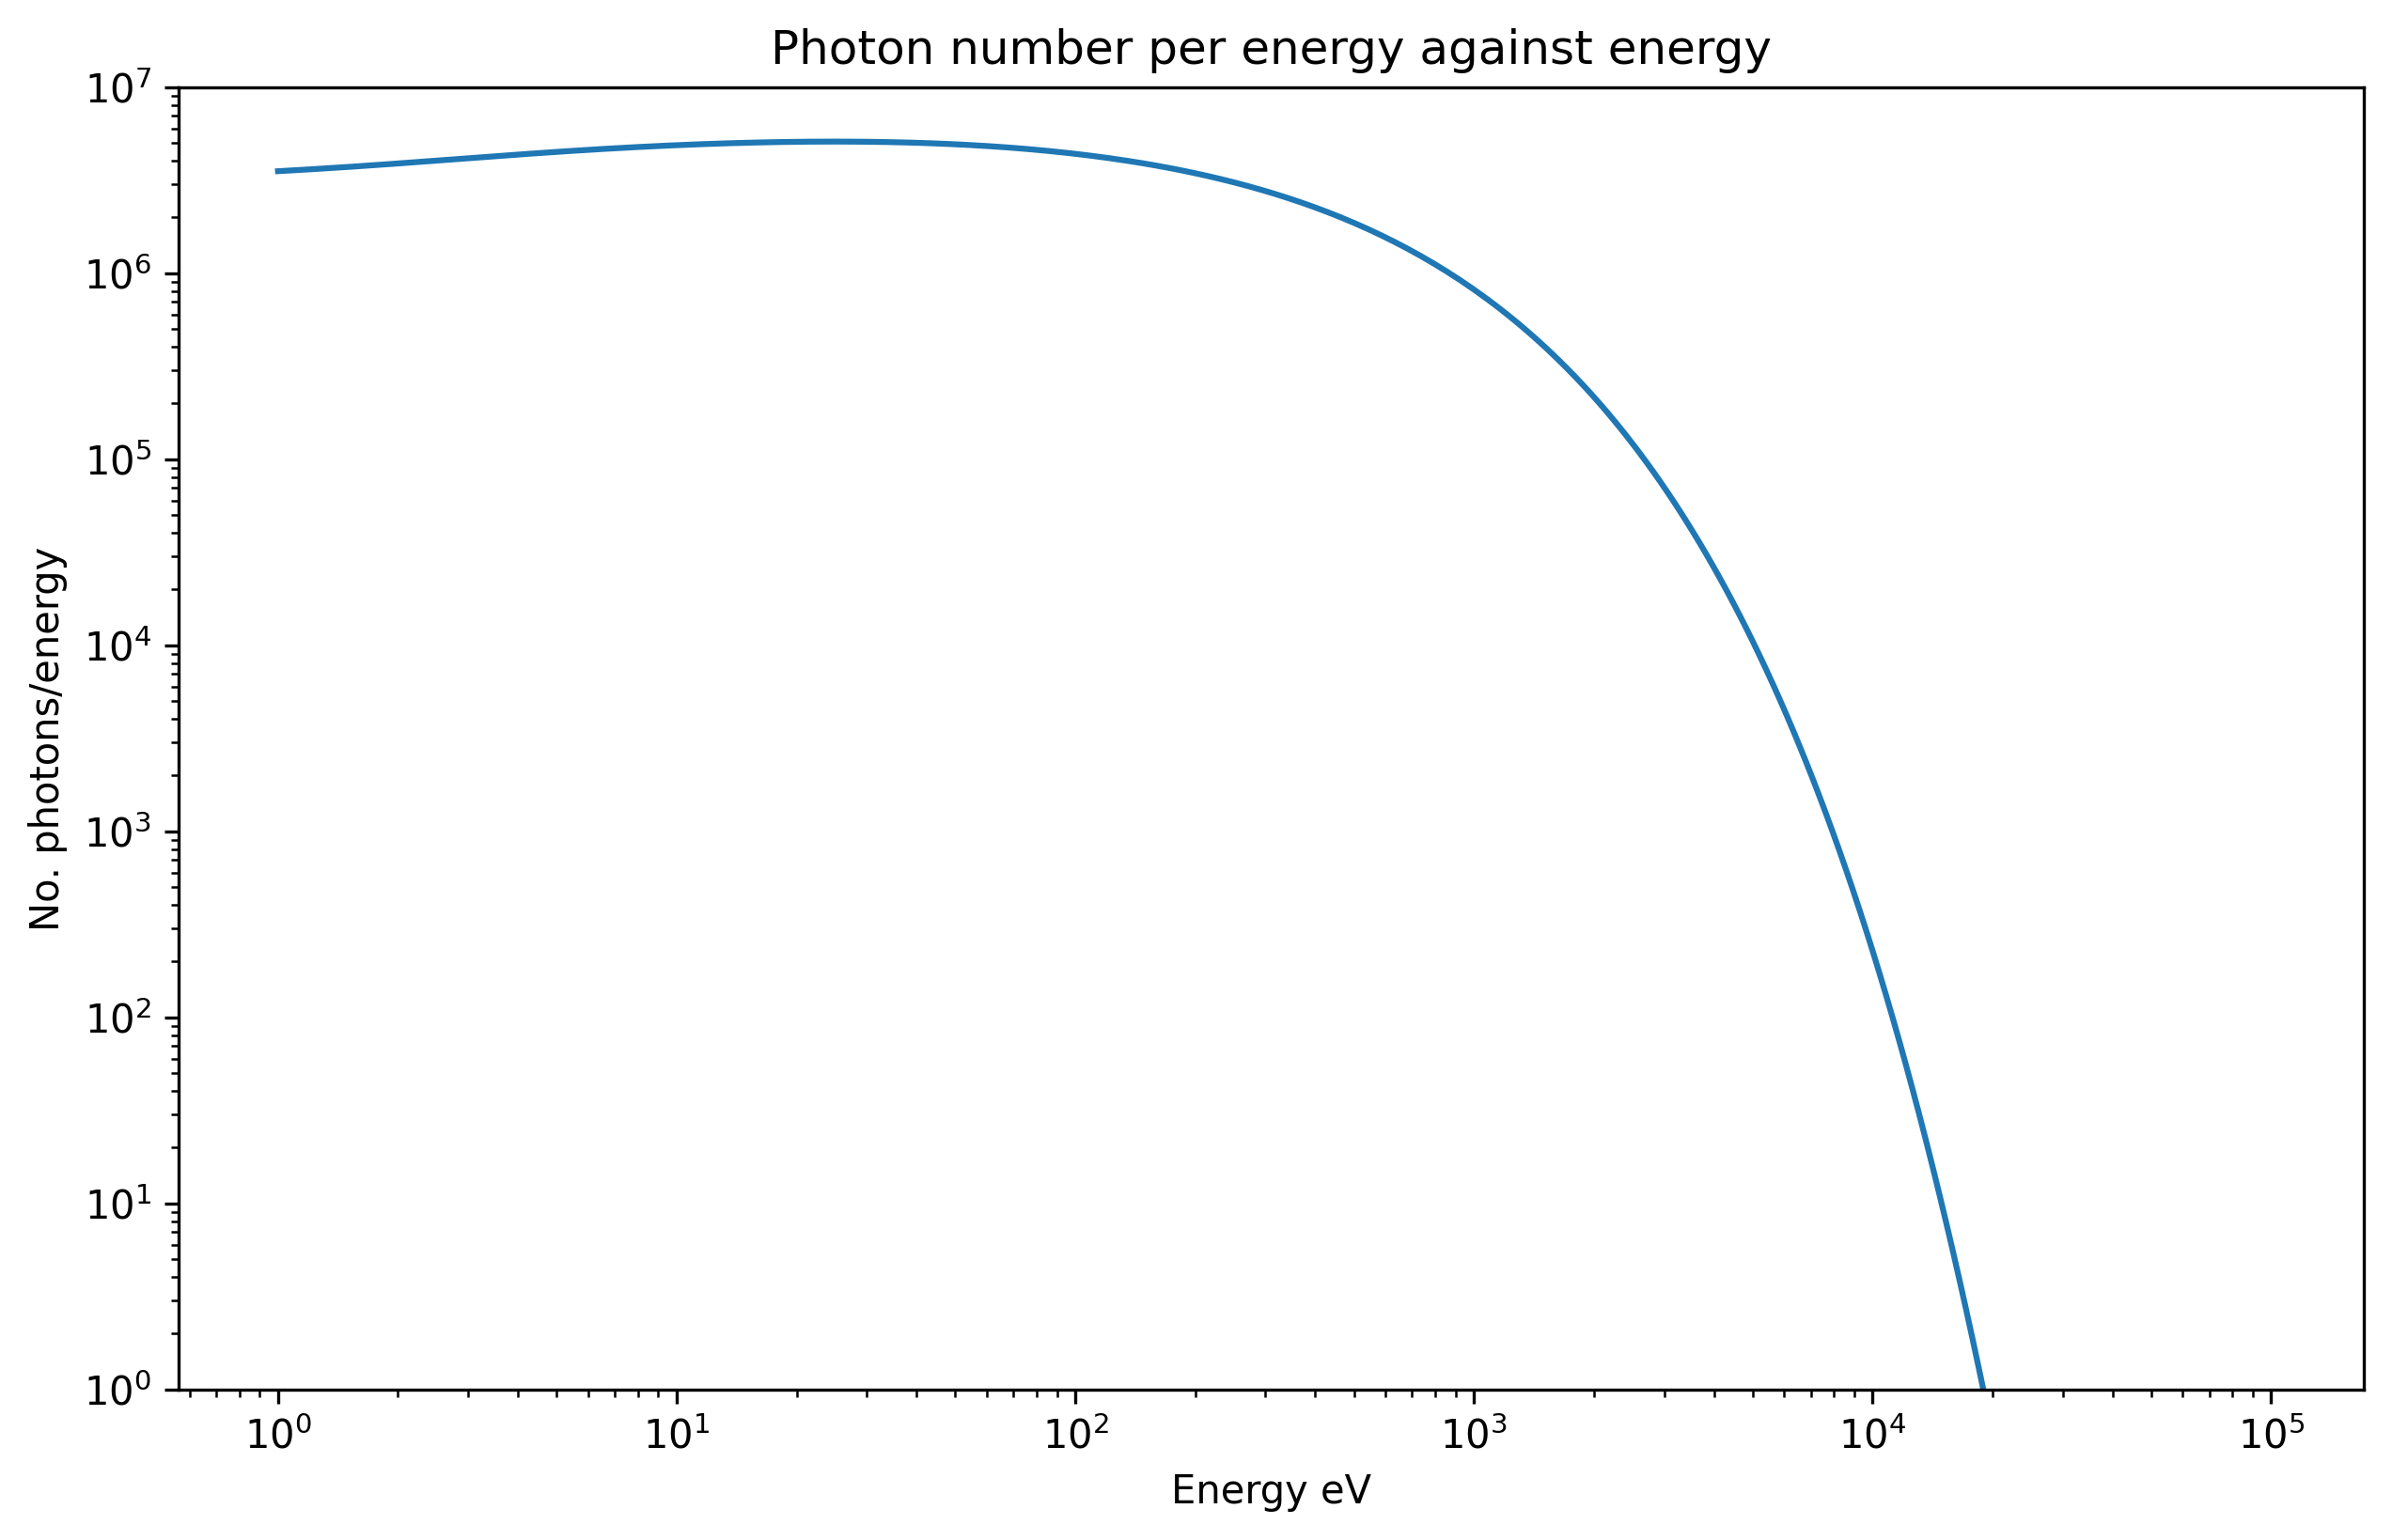 Photon number per energy against energy
10⁷
10⁶
10⁵
10⁴
10³
10²
10¹
10⁰
No. photons/energy
10⁰ 10¹ 10² 10³ 10⁴ 10⁵
Energy eV